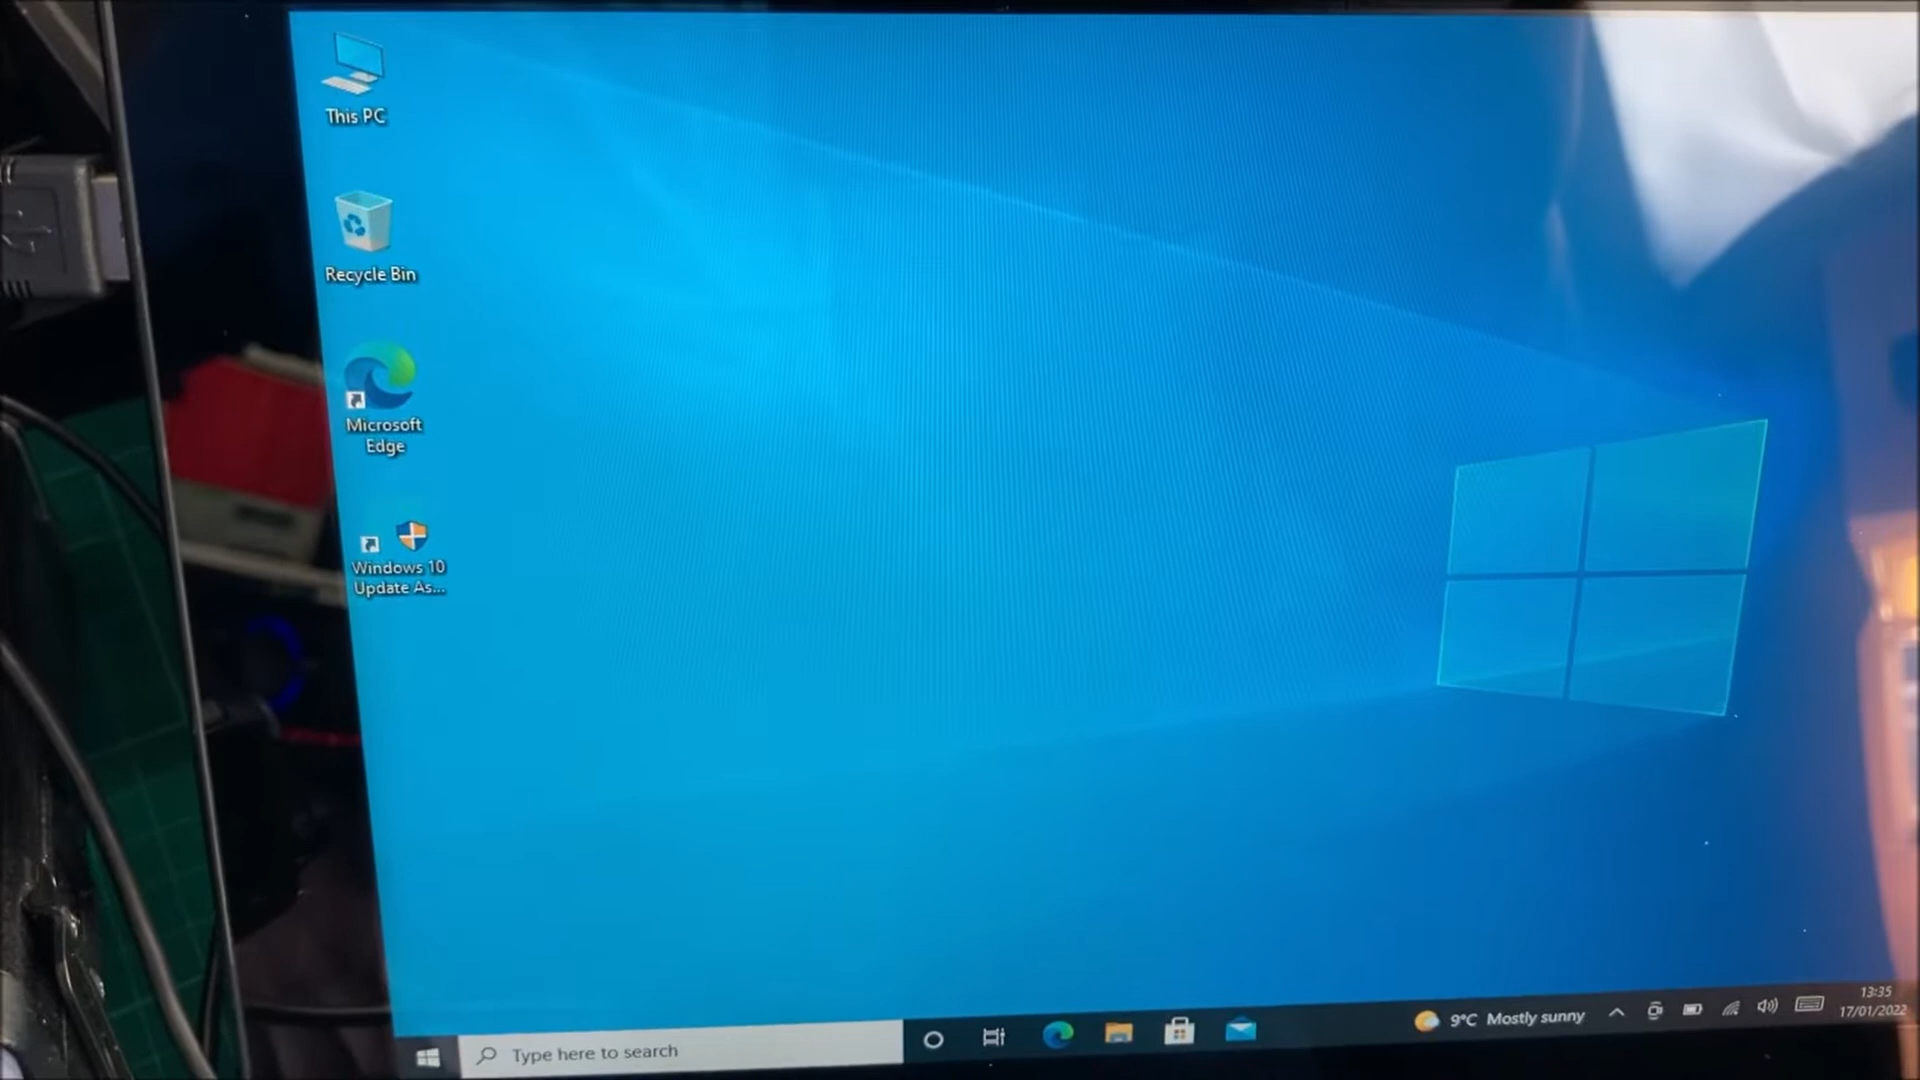 This PC
Recycle Bin
Microsoft
Edge
Windows 10
Update As...
Type here to search
9°C Mostly sunny
13:35
17/01/2022